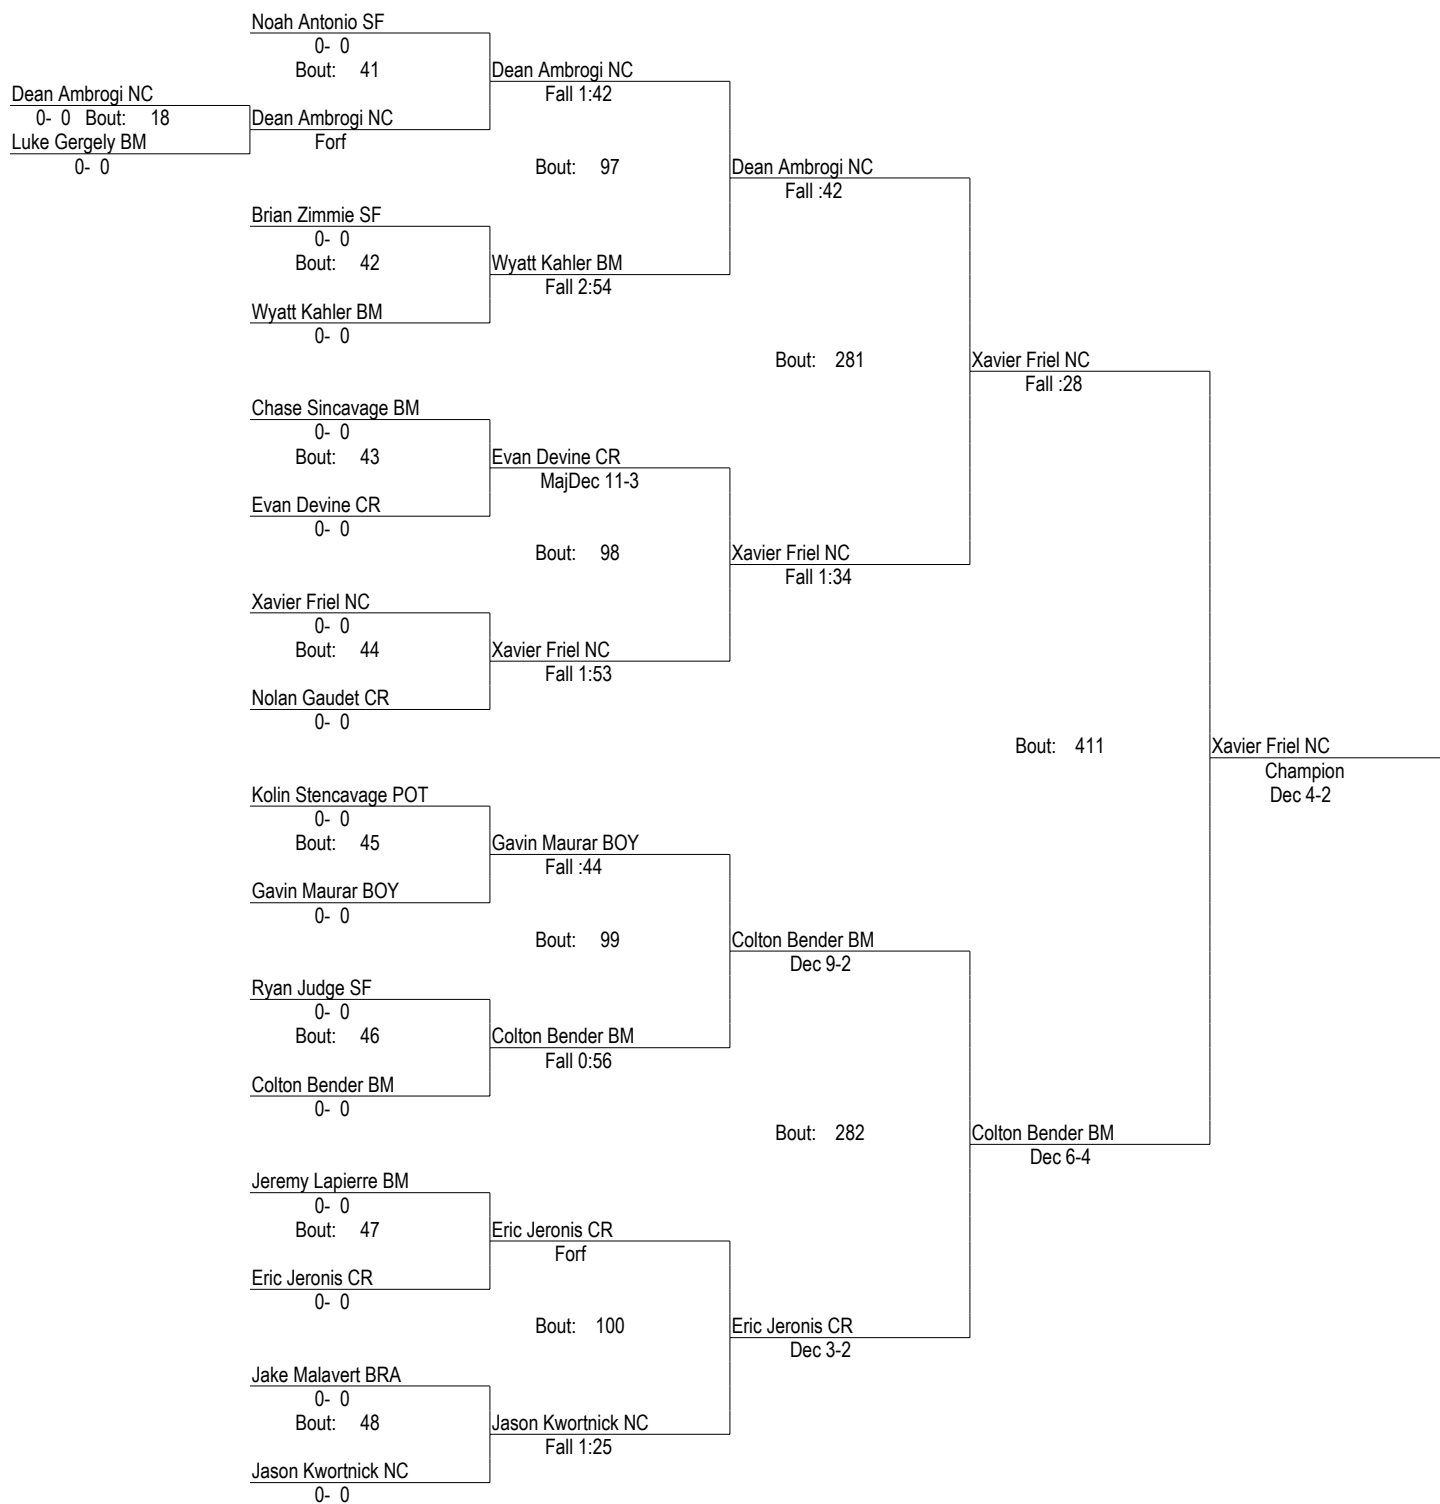 Noah Antonio SF
0- 0
Bout: 41
Dean Ambrogi NC
Fall 1:42
Dean Ambrogi NC
0- 0 Bout: 18
Dean Ambrogi NC
Forf
Luke Gergely BM
0- 0
Bout: 97
Dean Ambrogi NC
Fall :42
Brian Zimmie SF
0- 0
Bout: 42
Wyatt Kahler BM
Fall 2:54
Wyatt Kahler BM
0- 0
Bout: 281
Xavier Friel NC
Fall :28
Chase Sincavage BM
0- 0
Bout: 43
Evan Devine CR
MajDec 11-3
Evan Devine CR
0- 0
Bout: 98
Xavier Friel NC
Fall 1:34
Xavier Friel NC
0- 0
Bout: 44
Xavier Friel NC
Fall 1:53
Nolan Gaudet CR
0- 0
Bout: 411
Xavier Friel NC
Champion
Dec 4-2
Kolin Stencavage POT
0- 0
Bout: 45
Gavin Maurar BOY
Fall :44
Gavin Maurar BOY
0- 0
Bout: 99
Colton Bender BM
Dec 9-2
Ryan Judge SF
0- 0
Bout: 46
Colton Bender BM
Fall 0:56
Colton Bender BM
0- 0
Bout: 282
Colton Bender BM
Dec 6-4
Jeremy Lapierre BM
0- 0
Bout: 47
Eric Jeronis CR
Forf
Eric Jeronis CR
0- 0
Bout: 100
Eric Jeronis CR
Dec 3-2
Jake Malavert BRA
0- 0
Bout: 48
Jason Kwortnick NC
Fall 1:25
Jason Kwortnick NC
0- 0